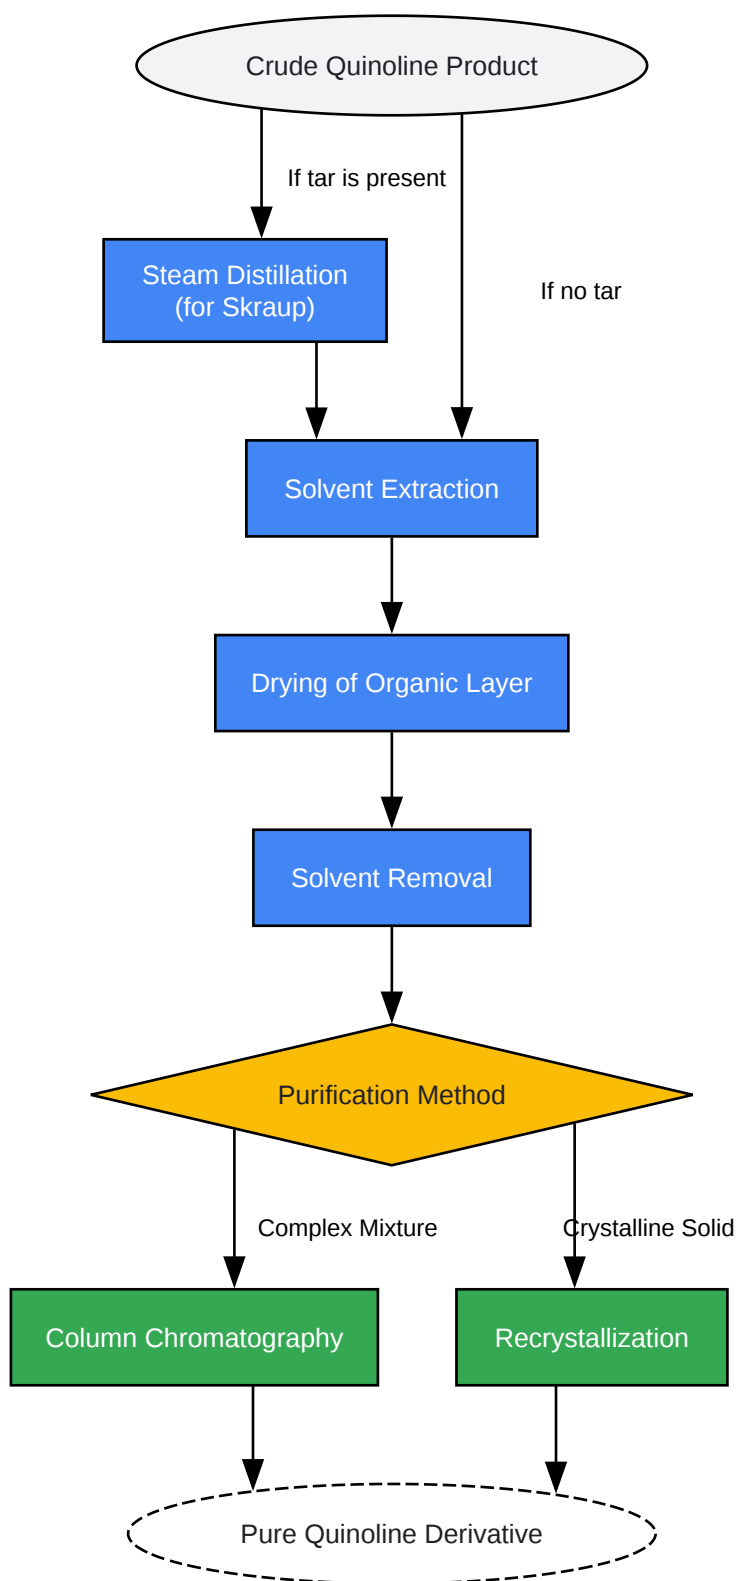 Crude Quinoline Product
If tar is present
Steam Distillation
(for Skraup)
If no tar
Solvent Extraction
Drying of Organic Layer
Solvent Removal
Purification Method
Complex Mixture
Crystalline Solid
Column Chromatography
Recrystallization
Pure Quinoline Derivative